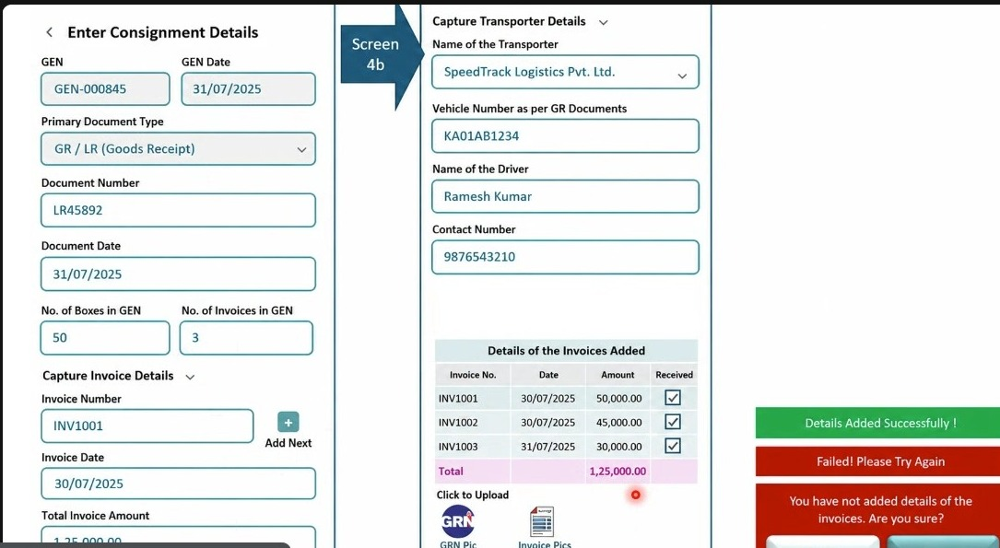 Enter Consignment Details
GEN
GEN Date
GEN-000845
31/07/2025
Primary Document Type
GR / LR (Goods Receipt)
Document Number
LR45892
Document Date
31/07/2025
No. of Boxes in GEN
No. of Invoices in GEN
50
3
Capture Invoice Details
Invoice Number
INV1001
+
Add Next
Invoice Date
30/07/2025
Total Invoice Amount
1,25,000.00
Screen
4b
Capture Transporter Details
Name of the Transporter
SpeedTrack Logistics Pvt. Ltd.
Vehicle Number as per GR Documents
KA01AB1234
Name of the Driver
Ramesh Kumar
Contact Number
9876543210
Details of the Invoices Added
Invoice No. Date Amount Received
INV1001 30/07/2025 50,000.00
INV1002 30/07/2025 45,000.00
INV1003 31/07/2025 30,000.00
Total 1,25,000.00
Click to Upload
GRN
GRN Pic
Invoice Pics
Details Added Successfully !
Failed! Please Try Again
You have not added details of the
invoices. Are you sure?